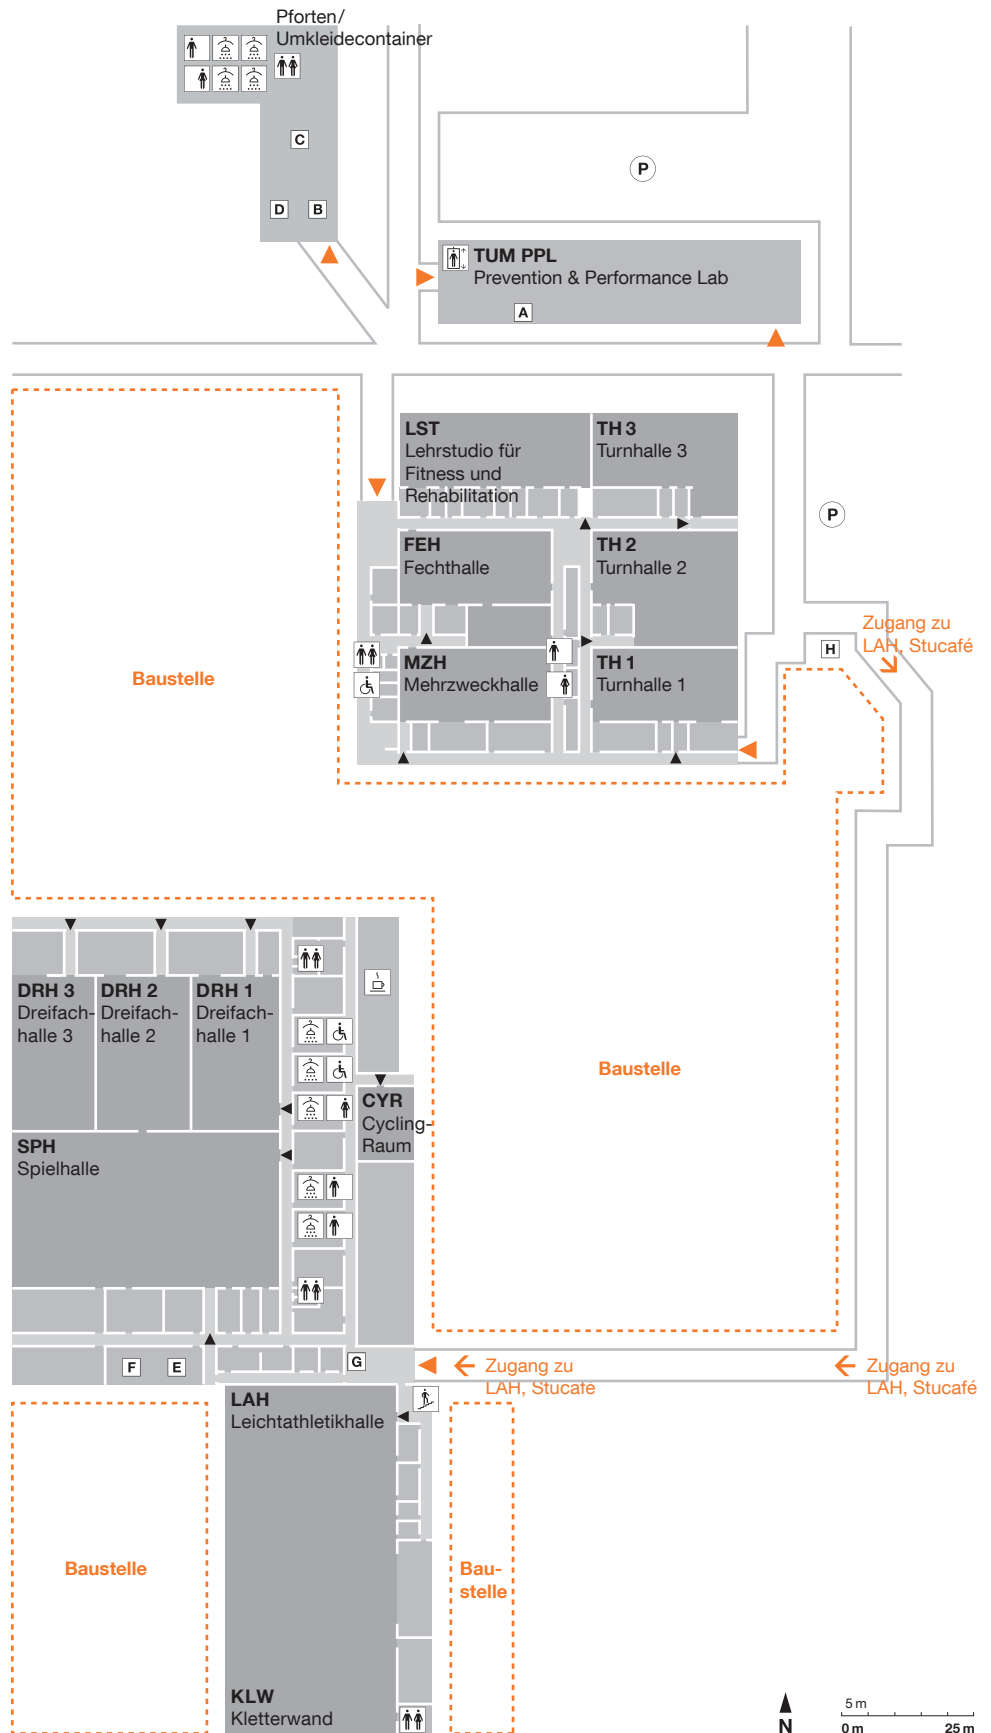 Pforten/
Umkleidecontainer
C
D
B
P
TUM PPL
Prevention & Performance Lab
A
LST
Lehrstudio für
Fitness und
Rehabilitation
TH 3
Turnhalle 3
P
FEH
Fechthalle
TH 2
Turnhalle 2
Zugang zu
LAH, Stucafé
H
Baustelle
MZH
Mehrzweckhalle
TH 1
Turnhalle 1
DRH 3
Dreifach-
halle 3
DRH 2
Dreifach-
halle 2
DRH 1
Dreifach-
halle 1
Baustelle
CYR
Cycling-
Raum
SPH
Spielhalle
F
E
G
Zugang zu
LAH, Stucafé
Zugang zu
LAH, Stucafé
LAH
Leichtathletikhalle
Baustelle
Bau-
stelle
KLW
Kletterwand
N
5 m
0 m
25 m